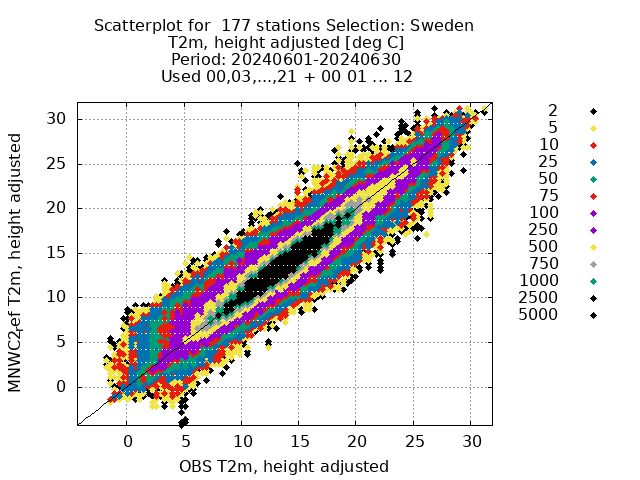 Scatterplot for 177 stations Selection: Sweden
T2m, height adjusted [deg C]
Period: 20240601-20240630
Used 00,03,...,21 + 00 01 ... 12
30
25
20
15
10
5
0
MNWC2,ef T2m, height adjusted
0 5 10 15 20 25 30
OBS T2m, height adjusted
2
5
10
25
50
75
100
250
500
750
1000
2500
5000